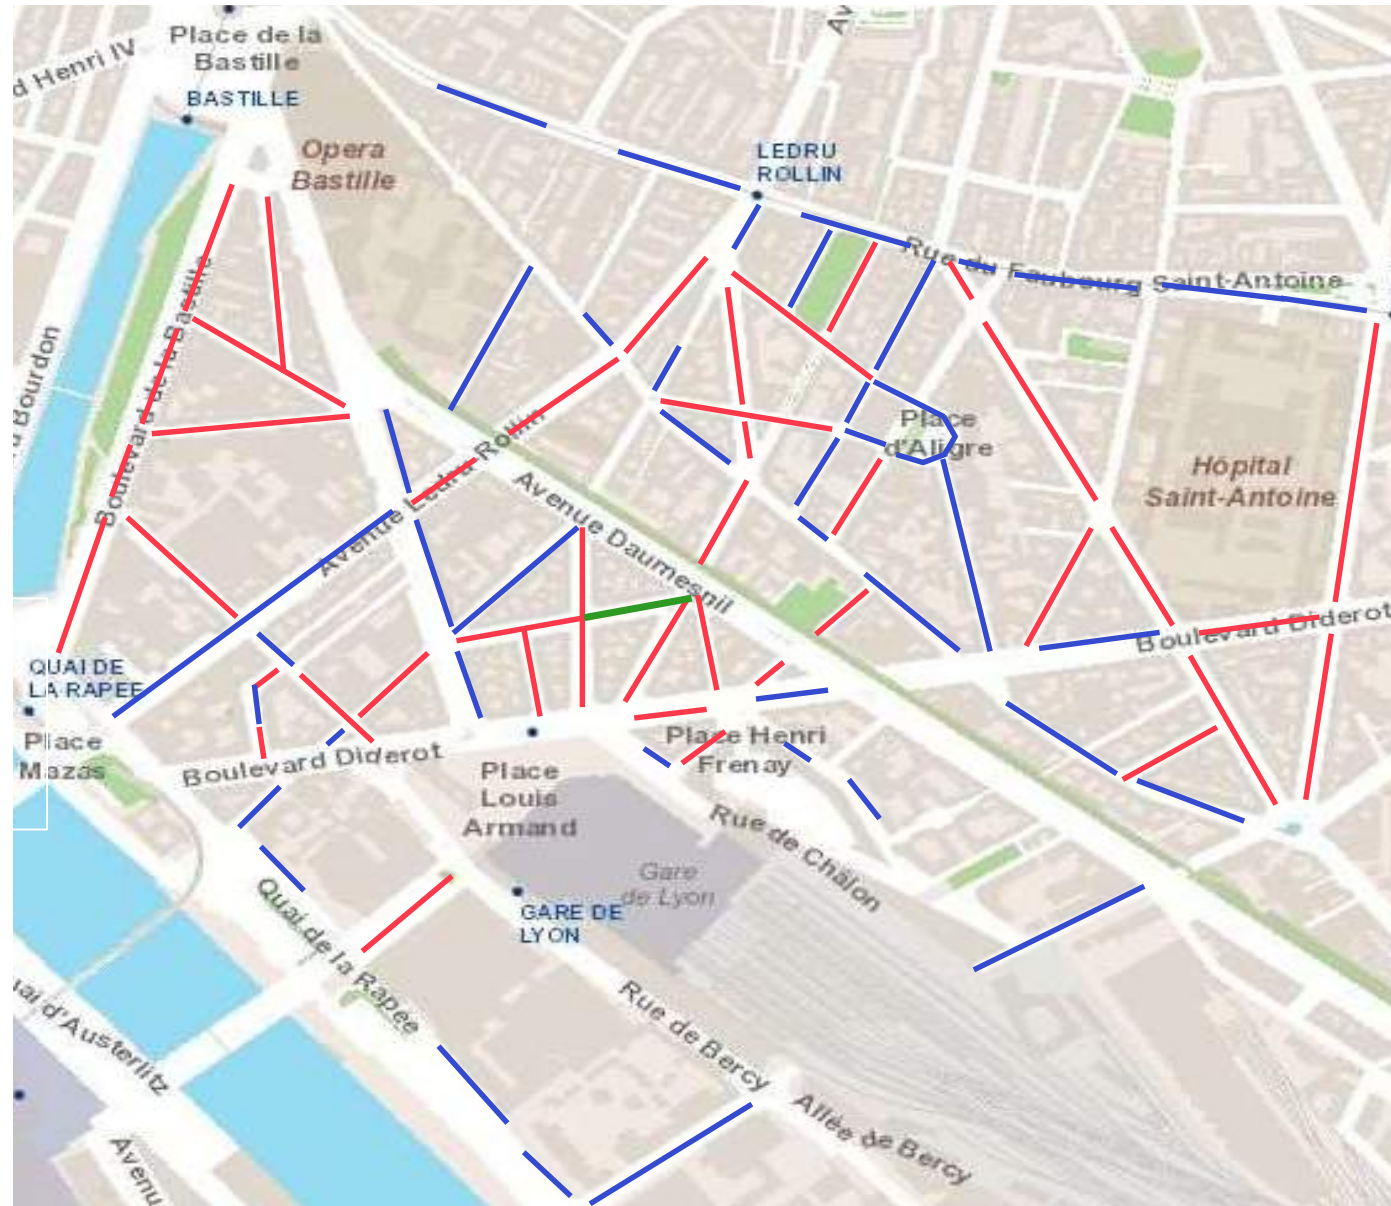 Place de la
Bastille
d Henri IV
BASTILLE
Av
Opera
Bastille
LEDRU
ROLLIN
Rue du Faubourg Saint-Antoine
Boulevard de la Bastille
Bourdon
Place
d'Aligre
Hôpital
Saint-Antoine
Avenue Ledru Rollin
Avenue Daumesnil
Boulevard Diderot
QUAI DE
LA RAPEE
Place
Mazas
Boulevard Diderot
Place
Louis
Armand
Place Henri
Frenay
Rue de Châlon
Gare
de Lyon
GARE DE
LYON
Quai de la Rapée
uai d'Austerlitz
Rue de Bercy
Allée de Bercy
Avenu